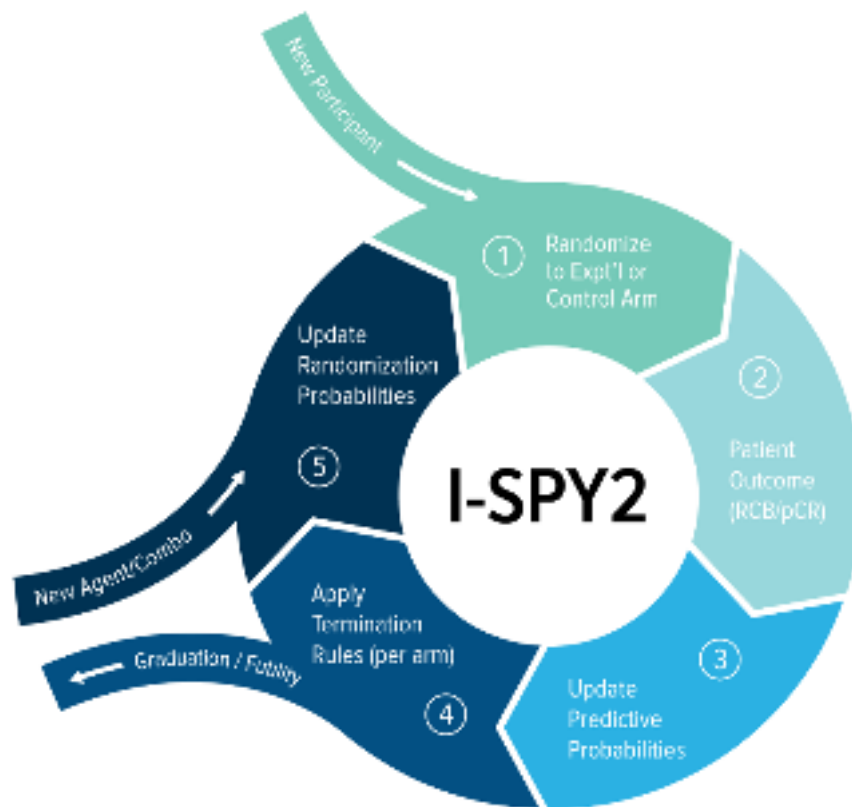 New Participant
1
Randomize
to Expt'l or
Control Arm
2
Patient
Outcome
(RCB/pCR)
3
Update
Predictive
Probabilities
4
Apply
Termination
Rules (per arm)
Graduation / Futility
5
Update
Randomization
Probabilities
New Agent/Combo
I-SPY2